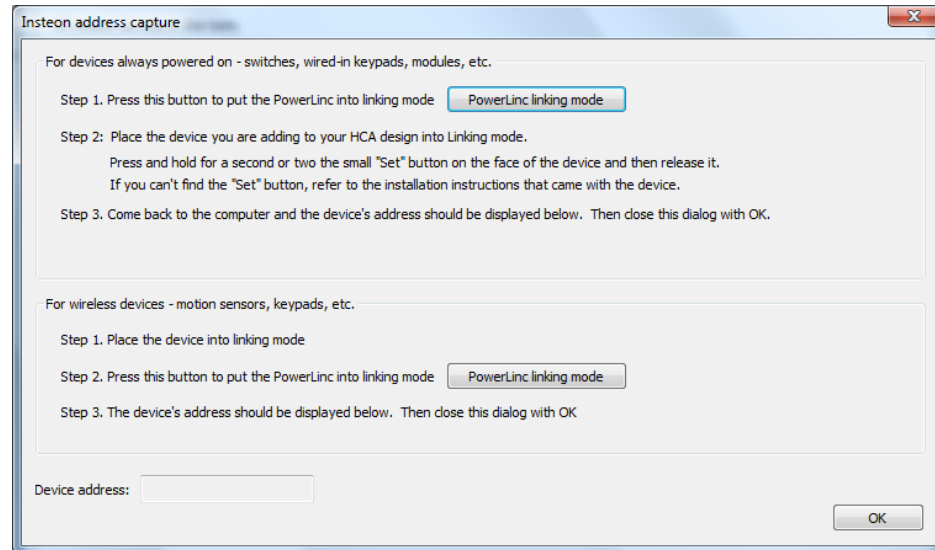 Insteon address capture
For devices always powered on - switches, wired-in keypads, modules, etc.
Step 1. Press this button to put the PowerLinc into linking mode PowerLinc linking mode
Step 2: Place the device you are adding to your HCA design into Linking mode.
Press and hold for a second or two the small "Set" button on the face of the device and then release it.
If you can't find the "Set" button, refer to the installation instructions that came with the device.
Step 3. Come back to the computer and the device's address should be displayed below. Then close this dialog with OK.
For wireless devices - motion sensors, keypads, etc.
Step 1. Place the device into linking mode
Step 2. Press this button to put the PowerLinc into linking mode PowerLinc linking mode
Step 3. The device's address should be displayed below. Then close this dialog with OK
Device address:
OK